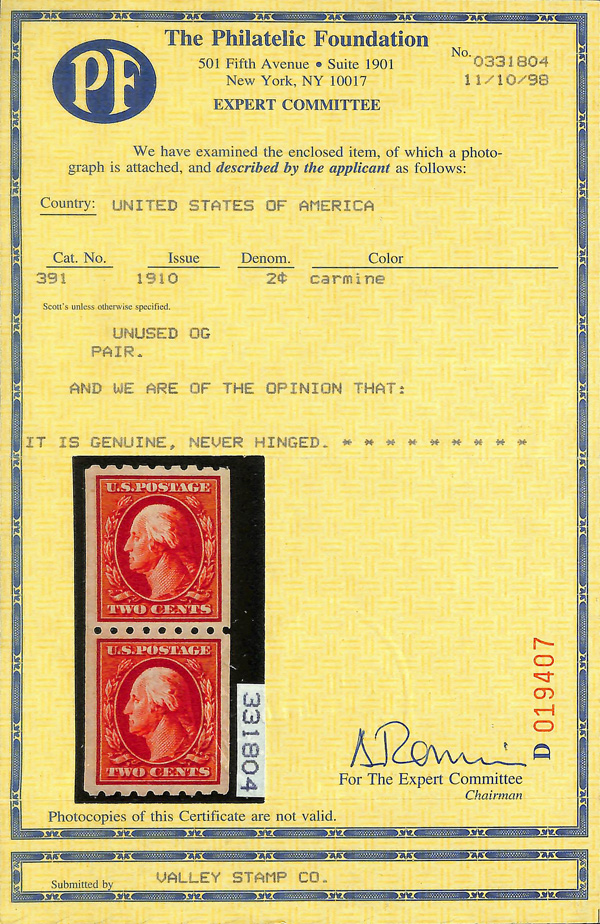 PF
The Philatelic Foundation
501 Fifth Avenue • Suite 1901
New York, NY 10017
EXPERT COMMITTEE
No. 0331804
11/10/98
We have examined the enclosed item, of which a photo-
graph is attached, and described by the applicant as follows:
Country: UNITED STATES OF AMERICA
Cat. No. Issue Denom. Color
391 1910 2¢ carmine
Scott's unless otherwise specified.
UNUSED OG
PAIR.
AND WE ARE OF THE OPINION THAT:
IT IS GENUINE, NEVER HINGED. * * * * * * * * *
U.S. POSTAGE
TWO CENTS
U.S. POSTAGE
TWO CENTS
331804
D 019407
For The Expert Committee
Chairman
Photocopies of this Certificate are not valid.
Submitted by VALLEY STAMP CO.